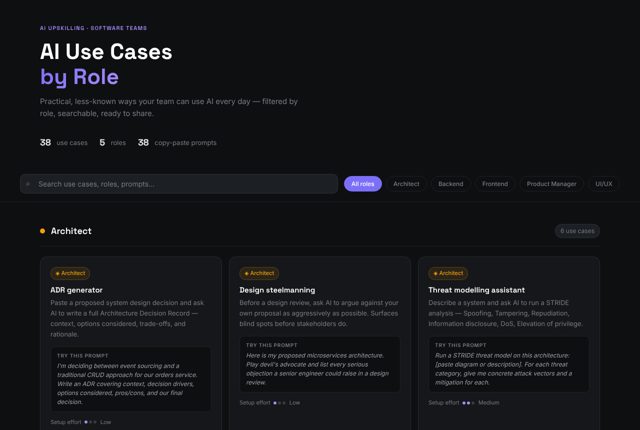 AI UPSKILLING · SOFTWARE TEAMS
AI Use Cases
by Role
Practical, less-known ways your team can use AI every day — filtered by
role, searchable, ready to share.
38 use cases 5 roles 38 copy-paste prompts
Search use cases, roles, prompts...
All roles Architect Backend Frontend Product Manager UI/UX
Architect
6 use cases
Architect
ADR generator
Paste a proposed system design decision and ask
AI to write a full Architecture Decision Record —
context, options considered, trade-offs, and
rationale.
TRY THIS PROMPT
I'm deciding between event sourcing and a
traditional CRUD approach for our orders service.
Write an ADR covering context, decision drivers,
options considered, pros/cons, and our final
decision.
Setup effort Low
Architect
Design steelmanning
Before a design review, ask AI to argue against your
own proposal as aggressively as possible. Surfaces
blind spots before stakeholders do.
TRY THIS PROMPT
Here is my proposed microservices architecture.
Play devil's advocate and list every serious
objection a senior engineer could raise in a design
review.
Setup effort Low
Architect
Threat modelling assistant
Describe a system and ask AI to run a STRIDE
analysis — Spoofing, Tampering, Repudiation,
Information disclosure, DoS, Elevation of privilege.
TRY THIS PROMPT
Run a STRIDE threat model on this architecture:
[paste diagram or description]. For each threat
category, give me concrete attack vectors and a
mitigation for each.
Setup effort Medium